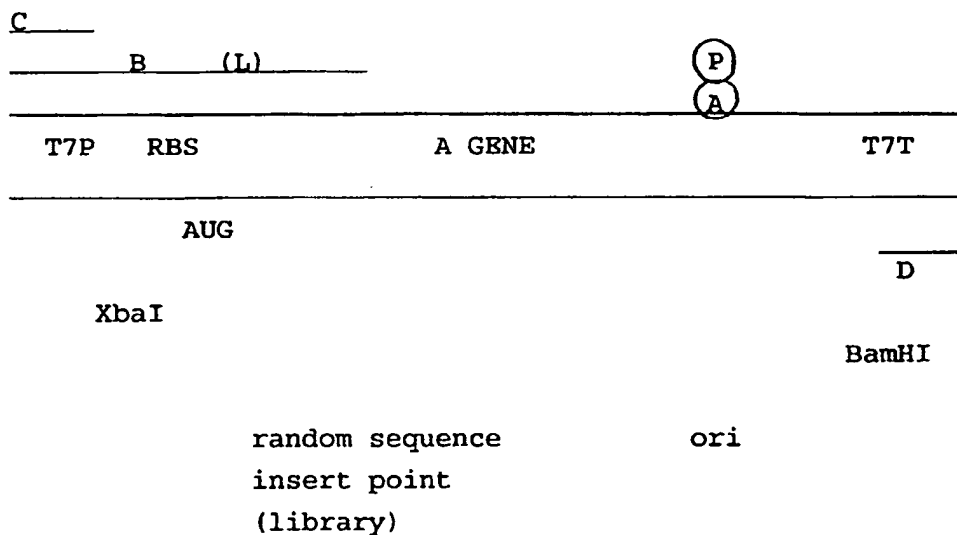 C
B (L) P
A
T7P RBS A GENE T7T
AUG
D
XbaI
BamHI
random sequence ori
insert point
(library)